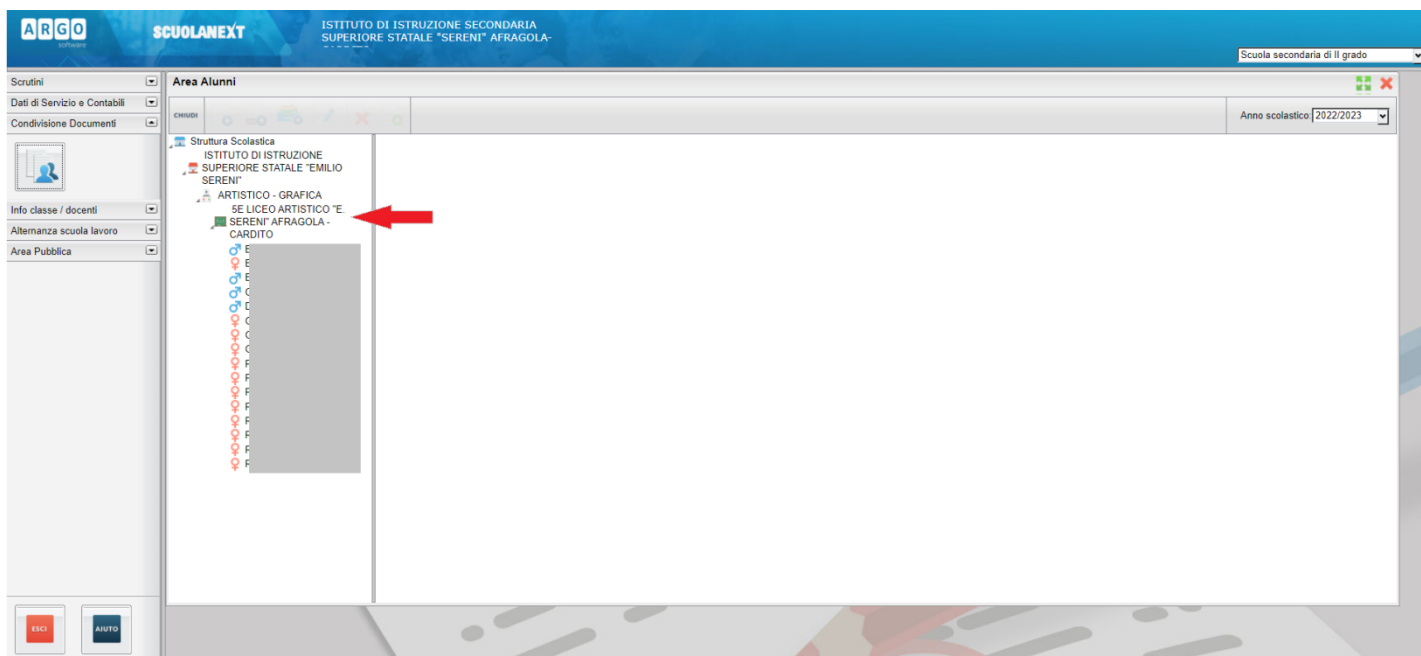 ARGO
software
SCUOLANEXT
ISTITUTO DI ISTRUZIONE SECONDARIA
SUPERIORE STATALE "SERENI" AFRAGOLA-
Scuola secondaria di II grado
Scrutini
Dati di Servizio e Contabili
Condivisione Documenti
Info classe / docenti
Alternanza scuola lavoro
Area Pubblica
ESCI
AIUTO
Area Alunni
CHIUDI
Anno scolastico: 2022/2023
Struttura Scolastica
ISTITUTO DI ISTRUZIONE
SUPERIORE STATALE "EMILIO
SERENI"
ARTISTICO - GRAFICA
5E LICEO ARTISTICO "E.
SERENI" AFRAGOLA -
CARDITO